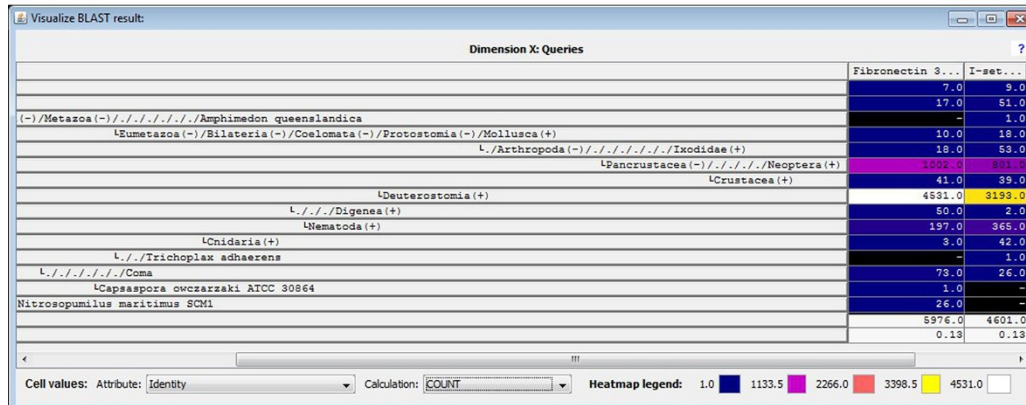 Visualize BLAST result:
Dimension X: Queries
?
Fibronectin 3... I-set...
7.0 9.0
17.0 51.0
(-)/Metazoa(-)/./././././././Amphimedon queenslandica - 1.0
└Eumetazoa(-)/Bilateria(-)/Coelomata(-)/Protostomia(-)/Mollusca(+) 10.0 18.0
└./Arthropoda(-)/./././././././Ixodidae(+) 18.0 53.0
└Pancrustacea(-)/./././././Neoptera(+) 1002.0 801.0
└Crustacea(+) 41.0 39.0
└Deuterostomia(+) 4531.0 3193.0
└./././Digenea(+) 50.0 2.0
└Nematoda(+) 197.0 365.0
└Cnidaria(+) 3.0 42.0
└././Trichoplax adhaerens - 1.0
└./././././././Coma 73.0 26.0
└Capsaspora owczarzaki ATCC 30864 1.0 -
Nitrosopumilus maritimus SCM1 26.0 -
5976.0 4601.0
0.13 0.13
Cell values: Attribute: Identity Calculation: COUNT Heatmap legend: 1.0 1133.5 2266.0 3398.5 4531.0